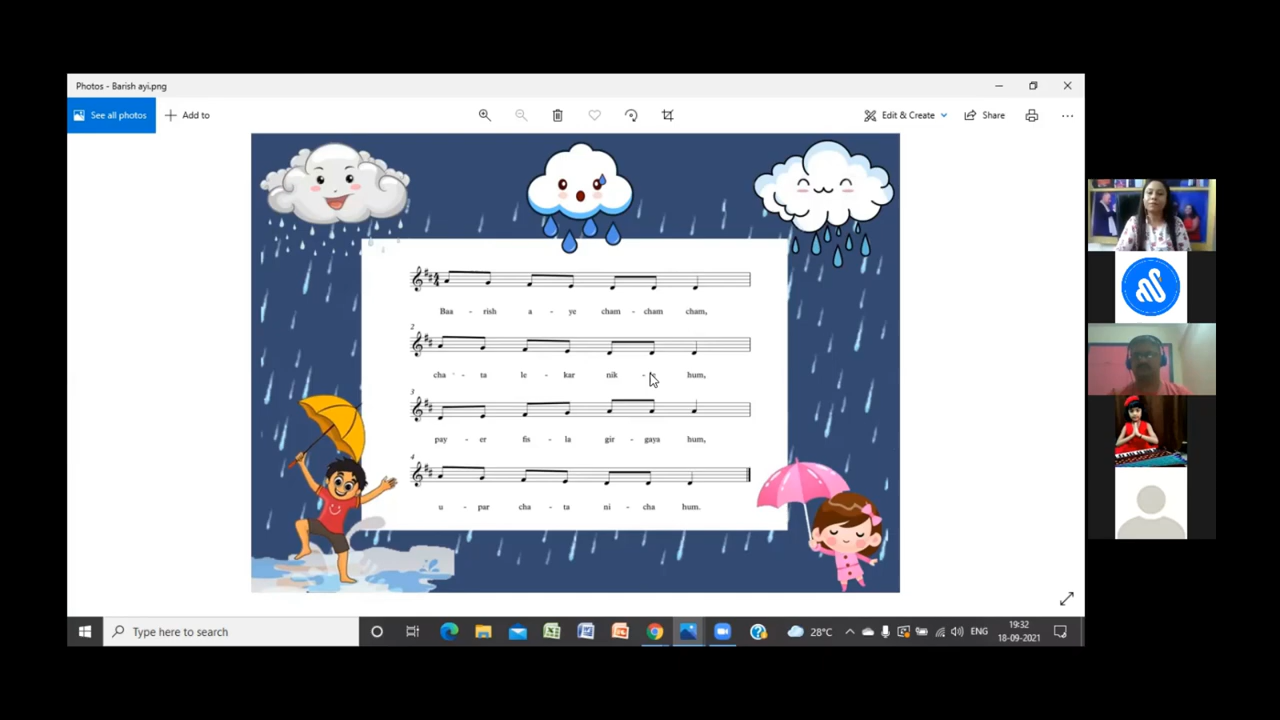 Photos - Barish ayi.png
See all photos
Add to
Edit & Create
Share
4
4
Baa - rish a - ye cham - cham cham,
2
cha - ta le - kar nik - hum,
3
pay - er fis - la gir - gaya hum,
4
u - par cha - ta ni - cha hum.
Type here to search
28°C
ENG
19:32
18-09-2021